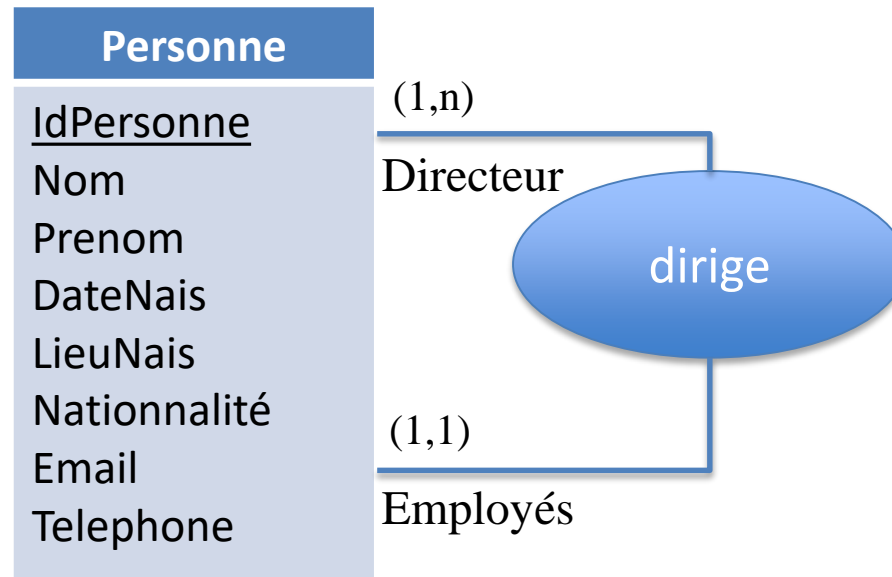 Personne
IdPersonne
Nom
Prenom
DateNais
LieuNais
Nationnalité
Email
Telephone
(1,n)
Directeur
dirige
(1,1)
Employés